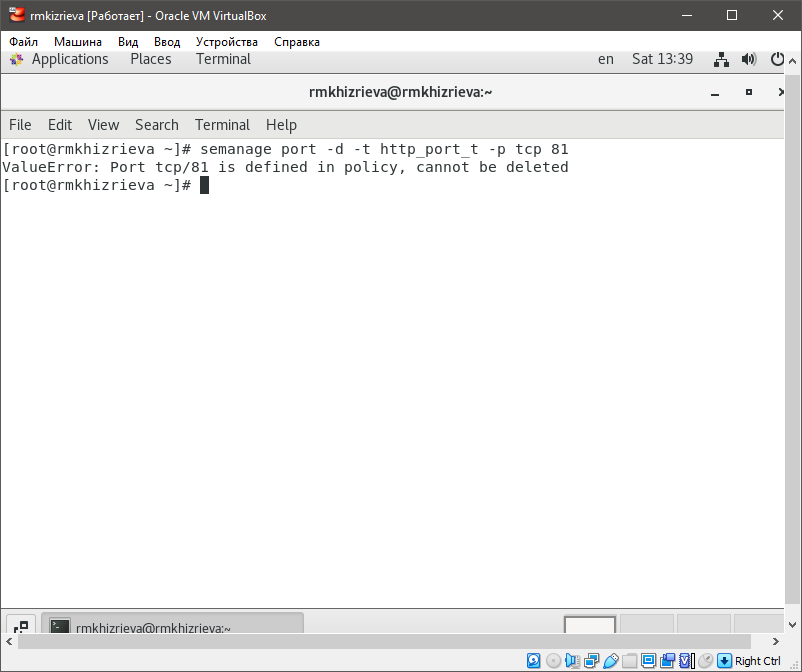 rmkizrieva [Работает] - Oracle VM VirtualBox
Файл Машина Вид Ввод Устройства Справка
Applications Places Terminal en Sat 13:39
rmkhizrieva@rmkhizrieva:~
File Edit View Search Terminal Help
[root@rmkhizrieva ~]# semanage port -d -t http_port_t -p tcp 81
ValueError: Port tcp/81 is defined in policy, cannot be deleted
[root@rmkhizrieva ~]#
rmkhizrieva@rmkhizrieva:~
Right Ctrl